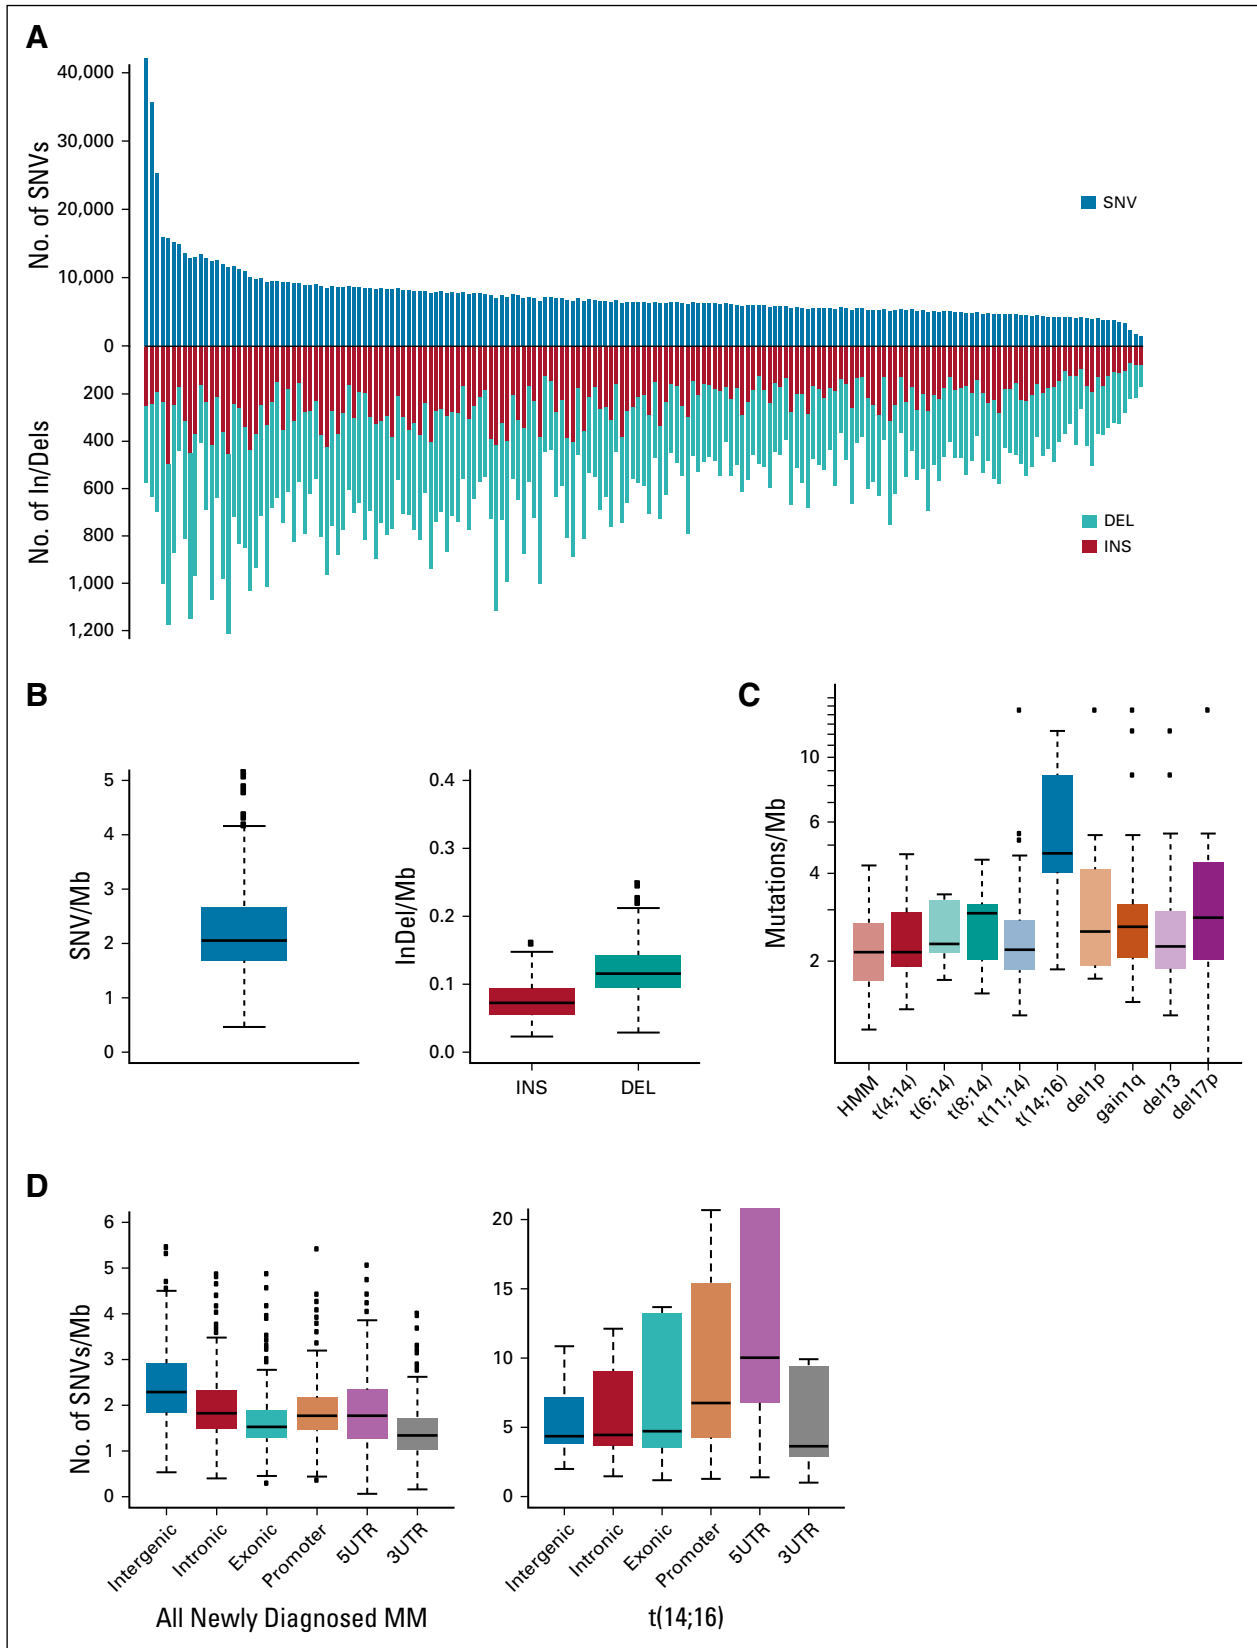 A
No. of SNVs
40,000
30,000
20,000
10,000
0
SNV
No. of In/Dels
200
400
600
800
1,000
1,200
DEL
INS
B
SNV/Mb
5
4
3
2
1
0
InDel/Mb
0.4
0.3
0.2
0.1
0.0
INS
DEL
C
Mutations/Mb
10
6
4
2
HMM
t(4;14)
t(6;14)
t(8;14)
t(11;14)
t(14;16)
del1p
gain1q
del13
del17p
D
No. of SNVs/Mb
6
5
4
3
2
1
0
Intergenic
Intronic
Exonic
Promoter
5UTR
3UTR
All Newly Diagnosed MM
20
15
10
5
0
Intergenic
Intronic
Exonic
Promoter
5UTR
3UTR
t(14;16)